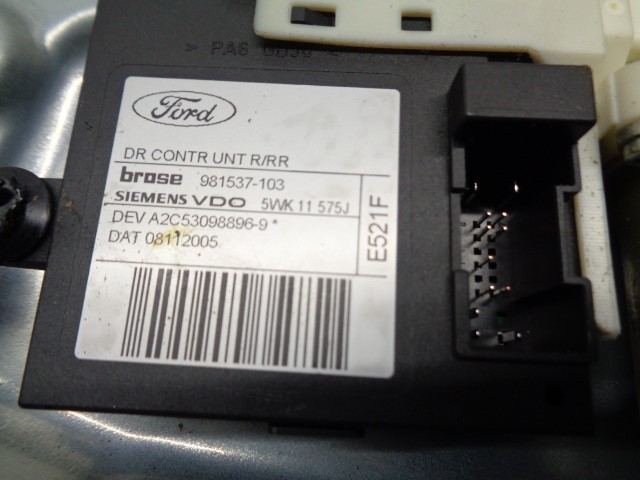 Ford
DR CONTR UNT R/RR
brose 981537-103
SIEMENS VDO 5WK 11 575J
DEV A2C53098896-9 *
DAT 08112005
E521F